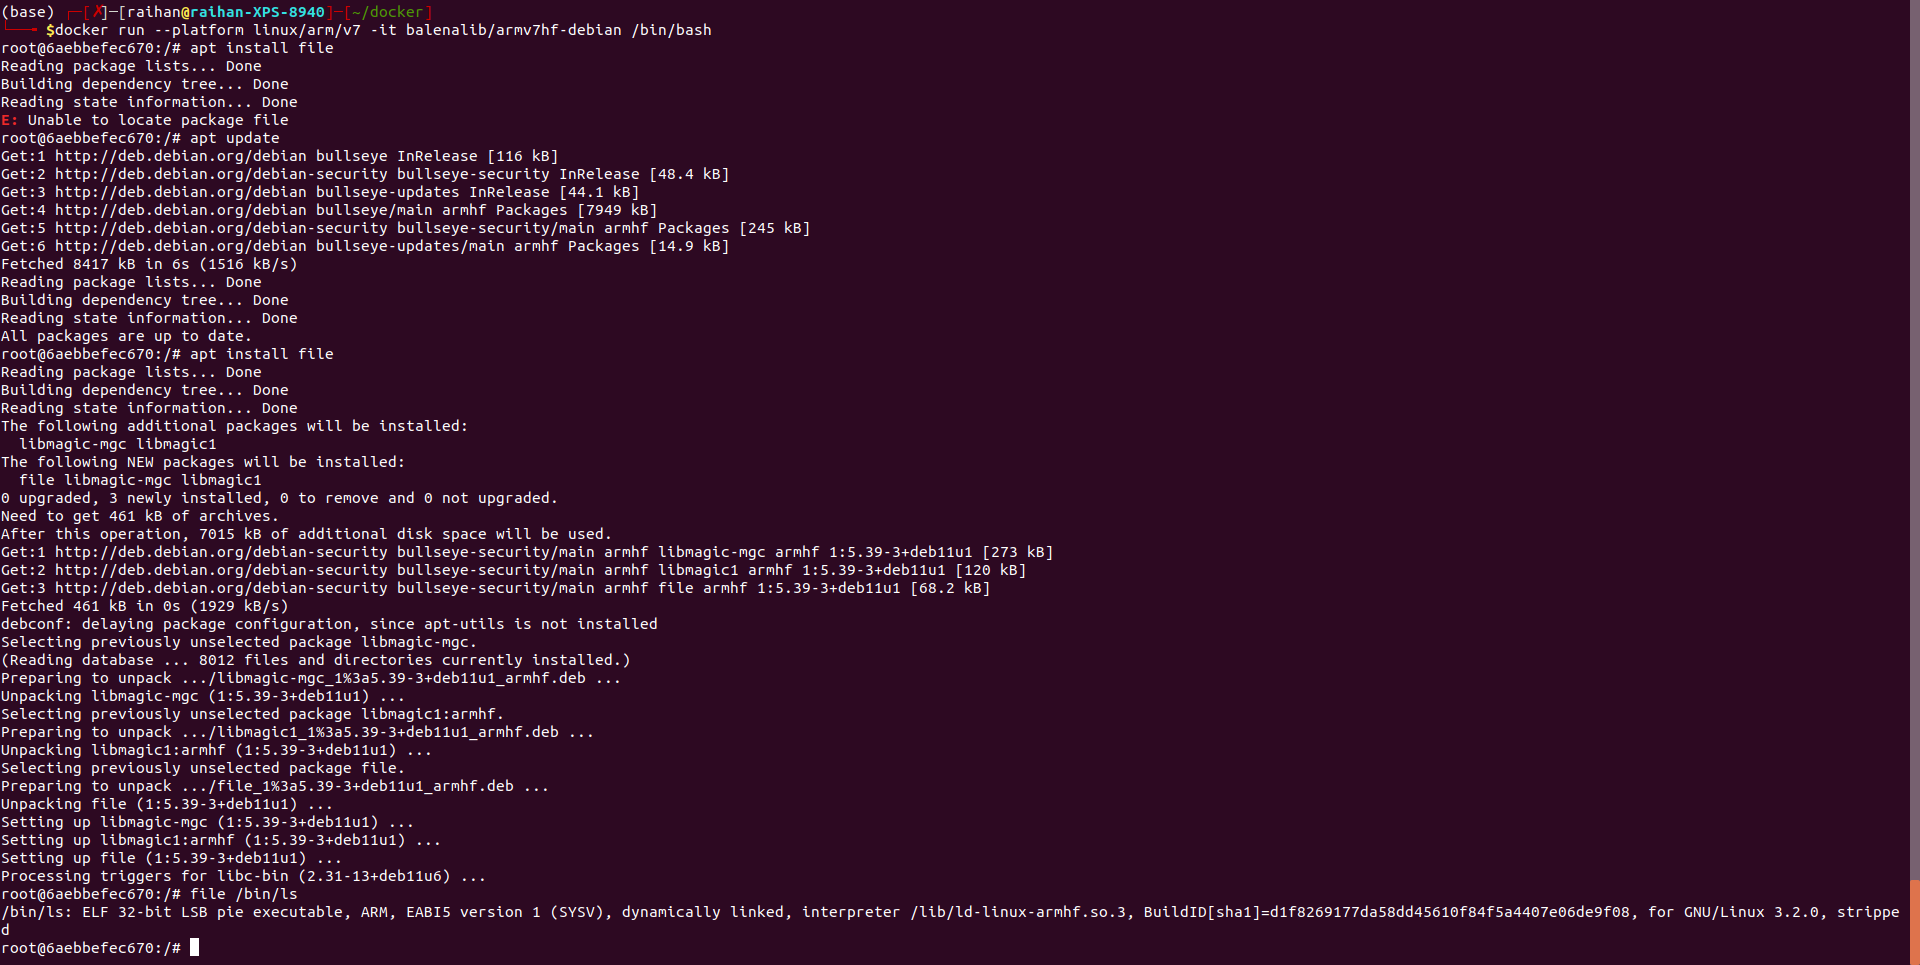 (base) ┌─[✗]─[raihan@raihan-XPS-8940]─[~/docker]
└──╼ $docker run --platform linux/arm/v7 -it balenalib/armv7hf-debian /bin/bash
root@6aebbefec670:/# apt install file
Reading package lists... Done
Building dependency tree... Done
Reading state information... Done
E: Unable to locate package file
root@6aebbefec670:/# apt update
Get:1 http://deb.debian.org/debian bullseye InRelease [116 kB]
Get:2 http://deb.debian.org/debian-security bullseye-security InRelease [48.4 kB]
Get:3 http://deb.debian.org/debian bullseye-updates InRelease [44.1 kB]
Get:4 http://deb.debian.org/debian bullseye/main armhf Packages [7949 kB]
Get:5 http://deb.debian.org/debian-security bullseye-security/main armhf Packages [245 kB]
Get:6 http://deb.debian.org/debian bullseye-updates/main armhf Packages [14.9 kB]
Fetched 8417 kB in 6s (1516 kB/s)
Reading package lists... Done
Building dependency tree... Done
Reading state information... Done
All packages are up to date.
root@6aebbefec670:/# apt install file
Reading package lists... Done
Building dependency tree... Done
Reading state information... Done
The following additional packages will be installed:
  libmagic-mgc libmagic1
The following NEW packages will be installed:
  file libmagic-mgc libmagic1
0 upgraded, 3 newly installed, 0 to remove and 0 not upgraded.
Need to get 461 kB of archives.
After this operation, 7015 kB of additional disk space will be used.
Get:1 http://deb.debian.org/debian-security bullseye-security/main armhf libmagic-mgc armhf 1:5.39-3+deb11u1 [273 kB]
Get:2 http://deb.debian.org/debian-security bullseye-security/main armhf libmagic1 armhf 1:5.39-3+deb11u1 [120 kB]
Get:3 http://deb.debian.org/debian-security bullseye-security/main armhf file armhf 1:5.39-3+deb11u1 [68.2 kB]
Fetched 461 kB in 0s (1929 kB/s)
debconf: delaying package configuration, since apt-utils is not installed
Selecting previously unselected package libmagic-mgc.
(Reading database ... 8012 files and directories currently installed.)
Preparing to unpack .../libmagic-mgc_1%3a5.39-3+deb11u1_armhf.deb ...
Unpacking libmagic-mgc (1:5.39-3+deb11u1) ...
Selecting previously unselected package libmagic1:armhf.
Preparing to unpack .../libmagic1_1%3a5.39-3+deb11u1_armhf.deb ...
Unpacking libmagic1:armhf (1:5.39-3+deb11u1) ...
Selecting previously unselected package file.
Preparing to unpack .../file_1%3a5.39-3+deb11u1_armhf.deb ...
Unpacking file (1:5.39-3+deb11u1) ...
Setting up libmagic-mgc (1:5.39-3+deb11u1) ...
Setting up libmagic1:armhf (1:5.39-3+deb11u1) ...
Setting up file (1:5.39-3+deb11u1) ...
Processing triggers for libc-bin (2.31-13+deb11u6) ...
root@6aebbefec670:/# file /bin/ls
/bin/ls: ELF 32-bit LSB pie executable, ARM, EABI5 version 1 (SYSV), dynamically linked, interpreter /lib/ld-linux-armhf.so.3, BuildID[sha1]=d1f8269177da58dd45610f84f5a4407e06de9f08, for GNU/Linux 3.2.0, strippe
d
root@6aebbefec670:/#